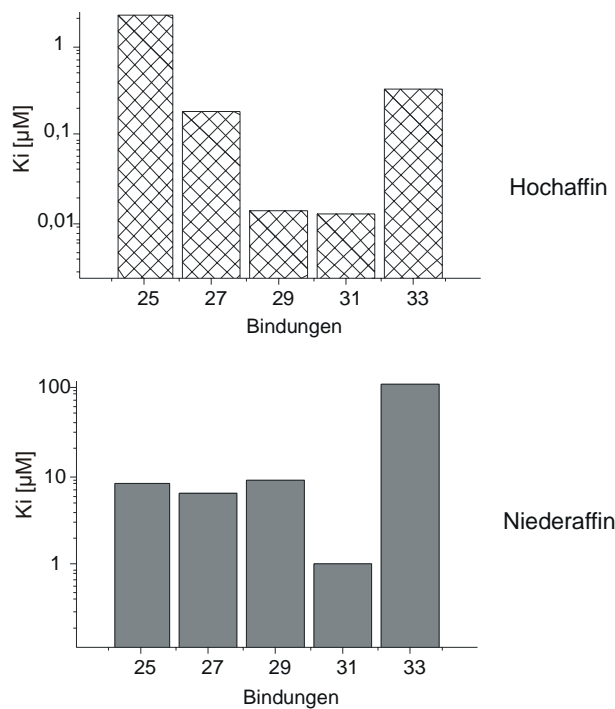 1
0,1
0,01
Ki [µM]
25 27 29 31 33
Bindungen
Hochaffin
100
10
1
Ki [µM]
25 27 29 31 33
Bindungen
Niederaffin